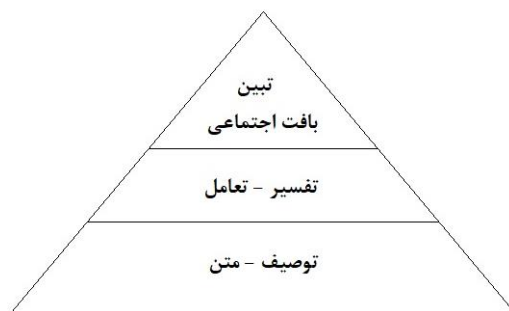 تبین
بافت اجتماعی
تفسیر - تعامل
توصیف - متن